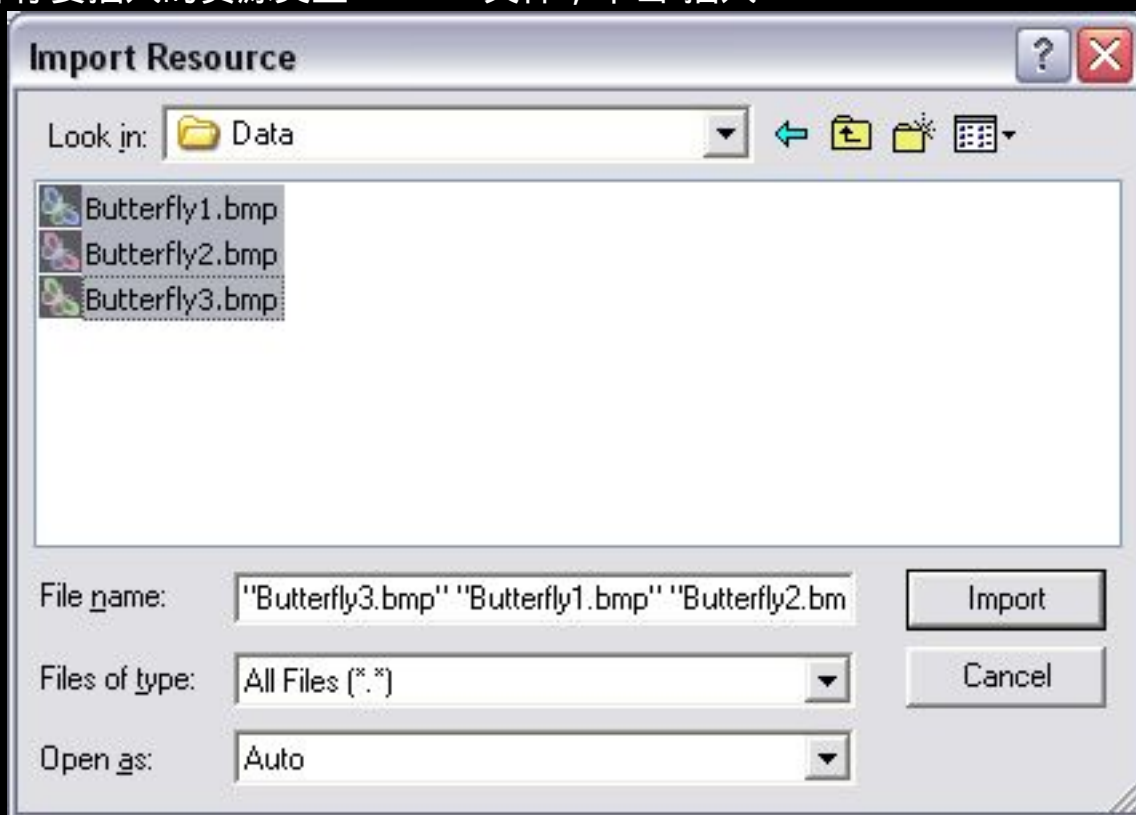 Import Resource
Look in: Data
Butterfly1.bmp
Butterfly2.bmp
Butterfly3.bmp
File name: "Butterfly3.bmp" "Butterfly1.bmp" "Butterfly2.bm
Import
Files of type: All Files (*.*)
Cancel
Open as: Auto